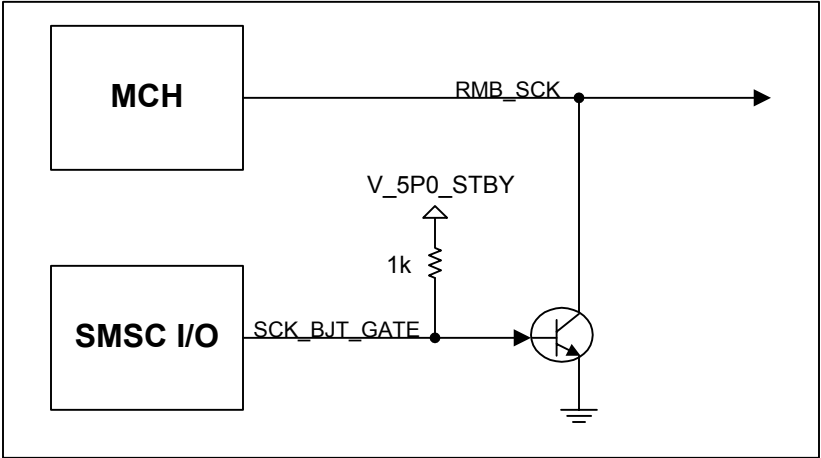 MCH
RMB_SCK
V_5P0_STBY
1k
SMSC I/O
SCK_BJT_GATE